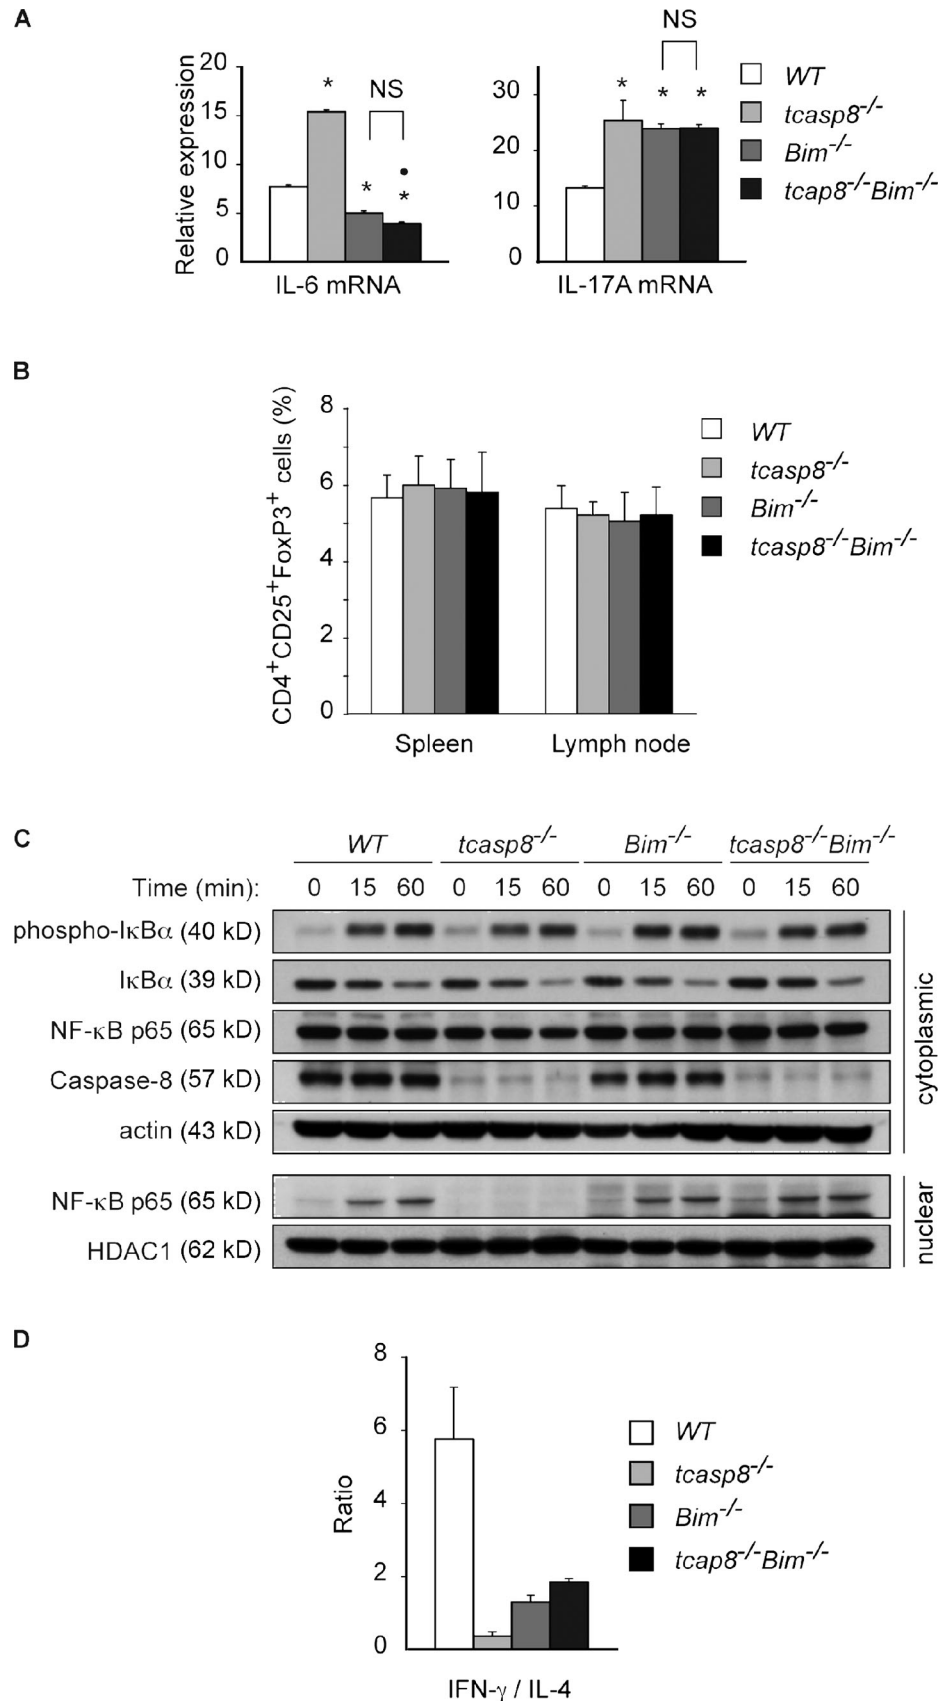 A
Relative expression
20
15
10
5
0
*
NS
*
•
*
IL-6 mRNA
30
20
10
0
NS
*
*
*
IL-17A mRNA
WT
tcasp8-/-
Bim-/-
tcap8-/-Bim-/-
B
CD4+CD25+FoxP3+ cells (%)
8
6
4
2
0
Spleen Lymph node
WT
tcasp8-/-
Bim-/-
tcasp8-/-Bim-/-
C
WT tcasp8-/- Bim-/- tcasp8-/-Bim-/-
Time (min): 0 15 60 0 15 60 0 15 60 0 15 60
phospho-IκBα (40 kD)
IκBα (39 kD)
NF-κB p65 (65 kD)
Caspase-8 (57 kD)
actin (43 kD)
cytoplasmic
NF-κB p65 (65 kD)
HDAC1 (62 kD)
nuclear
D
Ratio
8
6
4
2
0
IFN-γ / IL-4
WT
tcasp8-/-
Bim-/-
tcap8-/-Bim-/-